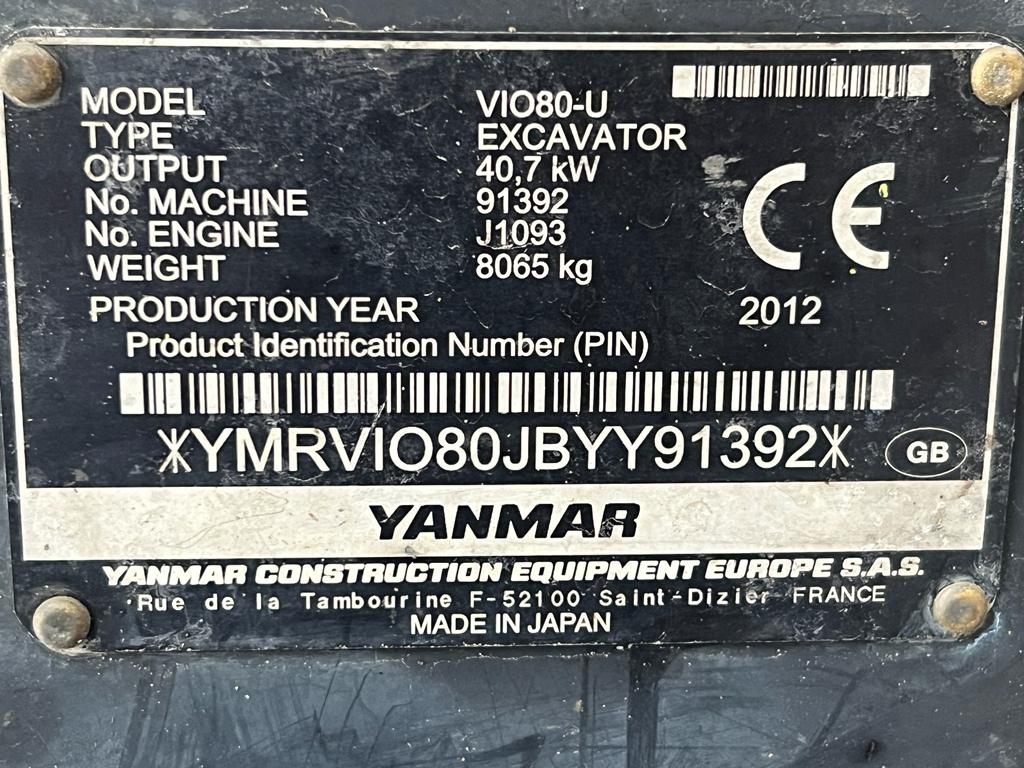 MODEL VIO80-U
TYPE EXCAVATOR
OUTPUT 40,7 kW
No. MACHINE 91392
No. ENGINE J1093
WEIGHT 8065 kg
CE
PRODUCTION YEAR 2012
Product Identification Number (PIN)
*YMRVIO80JBYY91392*
GB
YANMAR
YANMAR CONSTRUCTION EQUIPMENT EUROPE S.A.S.
Rue de la Tambourine F-52100 Saint-Dizier FRANCE
MADE IN JAPAN